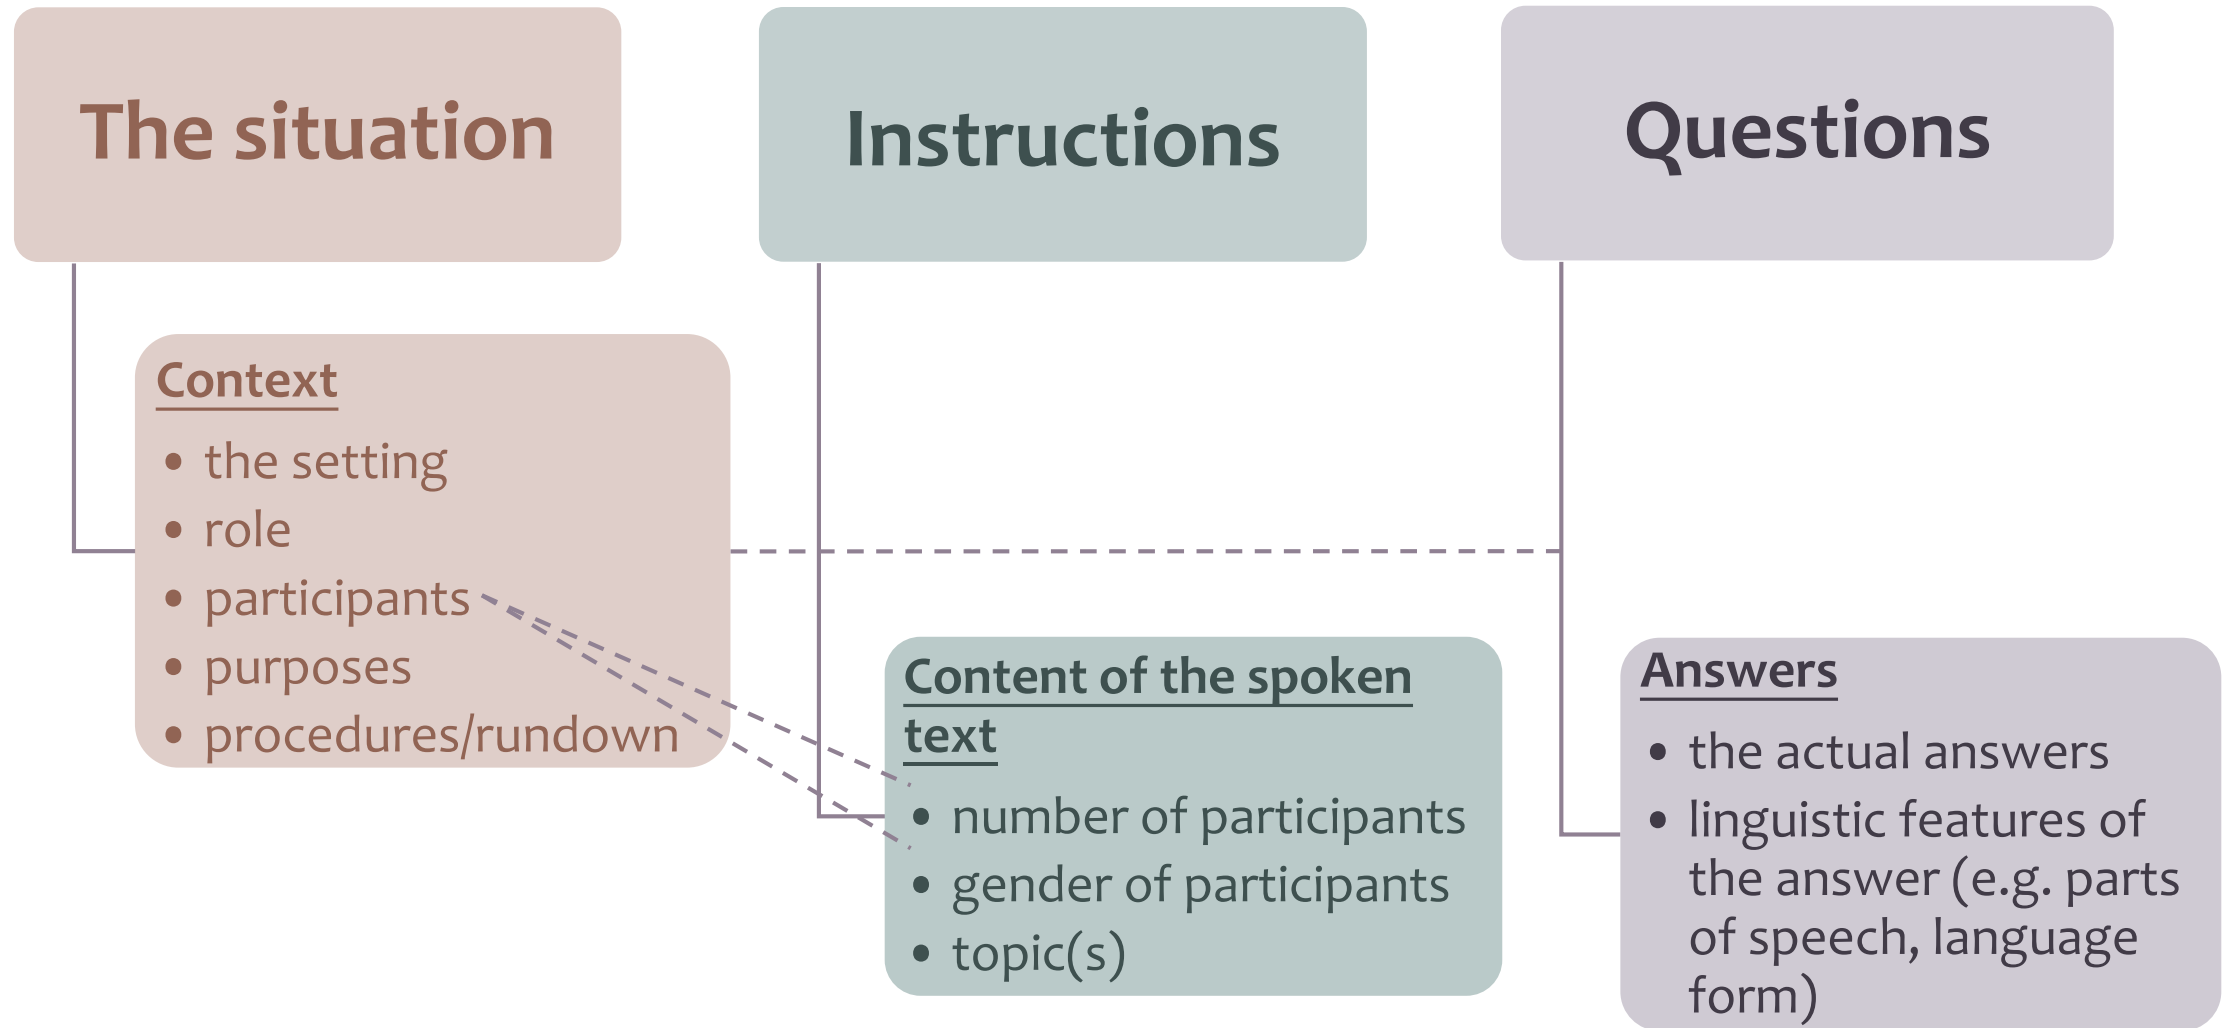 The situation
Instructions
Questions
Context
• the setting
• role
• participants
• purposes
• procedures/rundown
Content of the spoken
text
• number of participants
• gender of participants
• topic(s)
Answers
• the actual answers
• linguistic features of
the answer (e.g. parts
of speech, language
form)